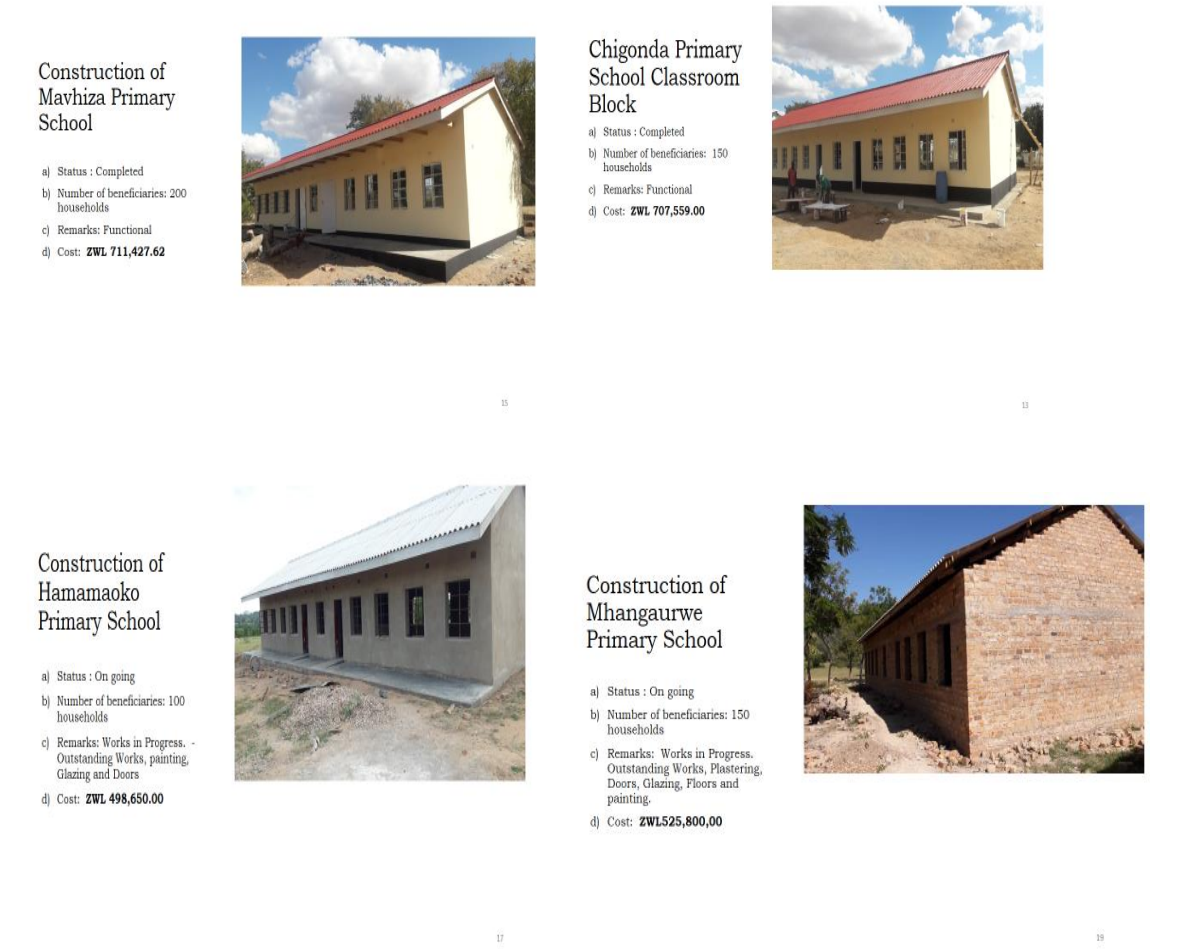 Construction of
Mavhiza Primary
School
a) Status : Completed
b) Number of beneficiaries: 200
households
c) Remarks: Functional
d) Cost: ZWL 711,427.62
15
Chigonda Primary
School Classroom
Block
a) Status : Completed
b) Number of beneficiaries: 150
households
c) Remarks: Functional
d) Cost: ZWL 707,559.00
13
Construction of
Hamamaoko
Primary School
a) Status : On going
b) Number of beneficiaries: 100
households
c) Remarks: Works in Progress. -
Outstanding Works, painting,
Glazing and Doors
d) Cost: ZWL 498,650.00
17
Construction of
Mhangaurwe
Primary School
a) Status : On going
b) Number of beneficiaries: 150
households
c) Remarks: Works in Progress.
Outstanding Works, Plastering,
Doors, Glazing, Floors and
painting.
d) Cost: ZWL525,800,00
19